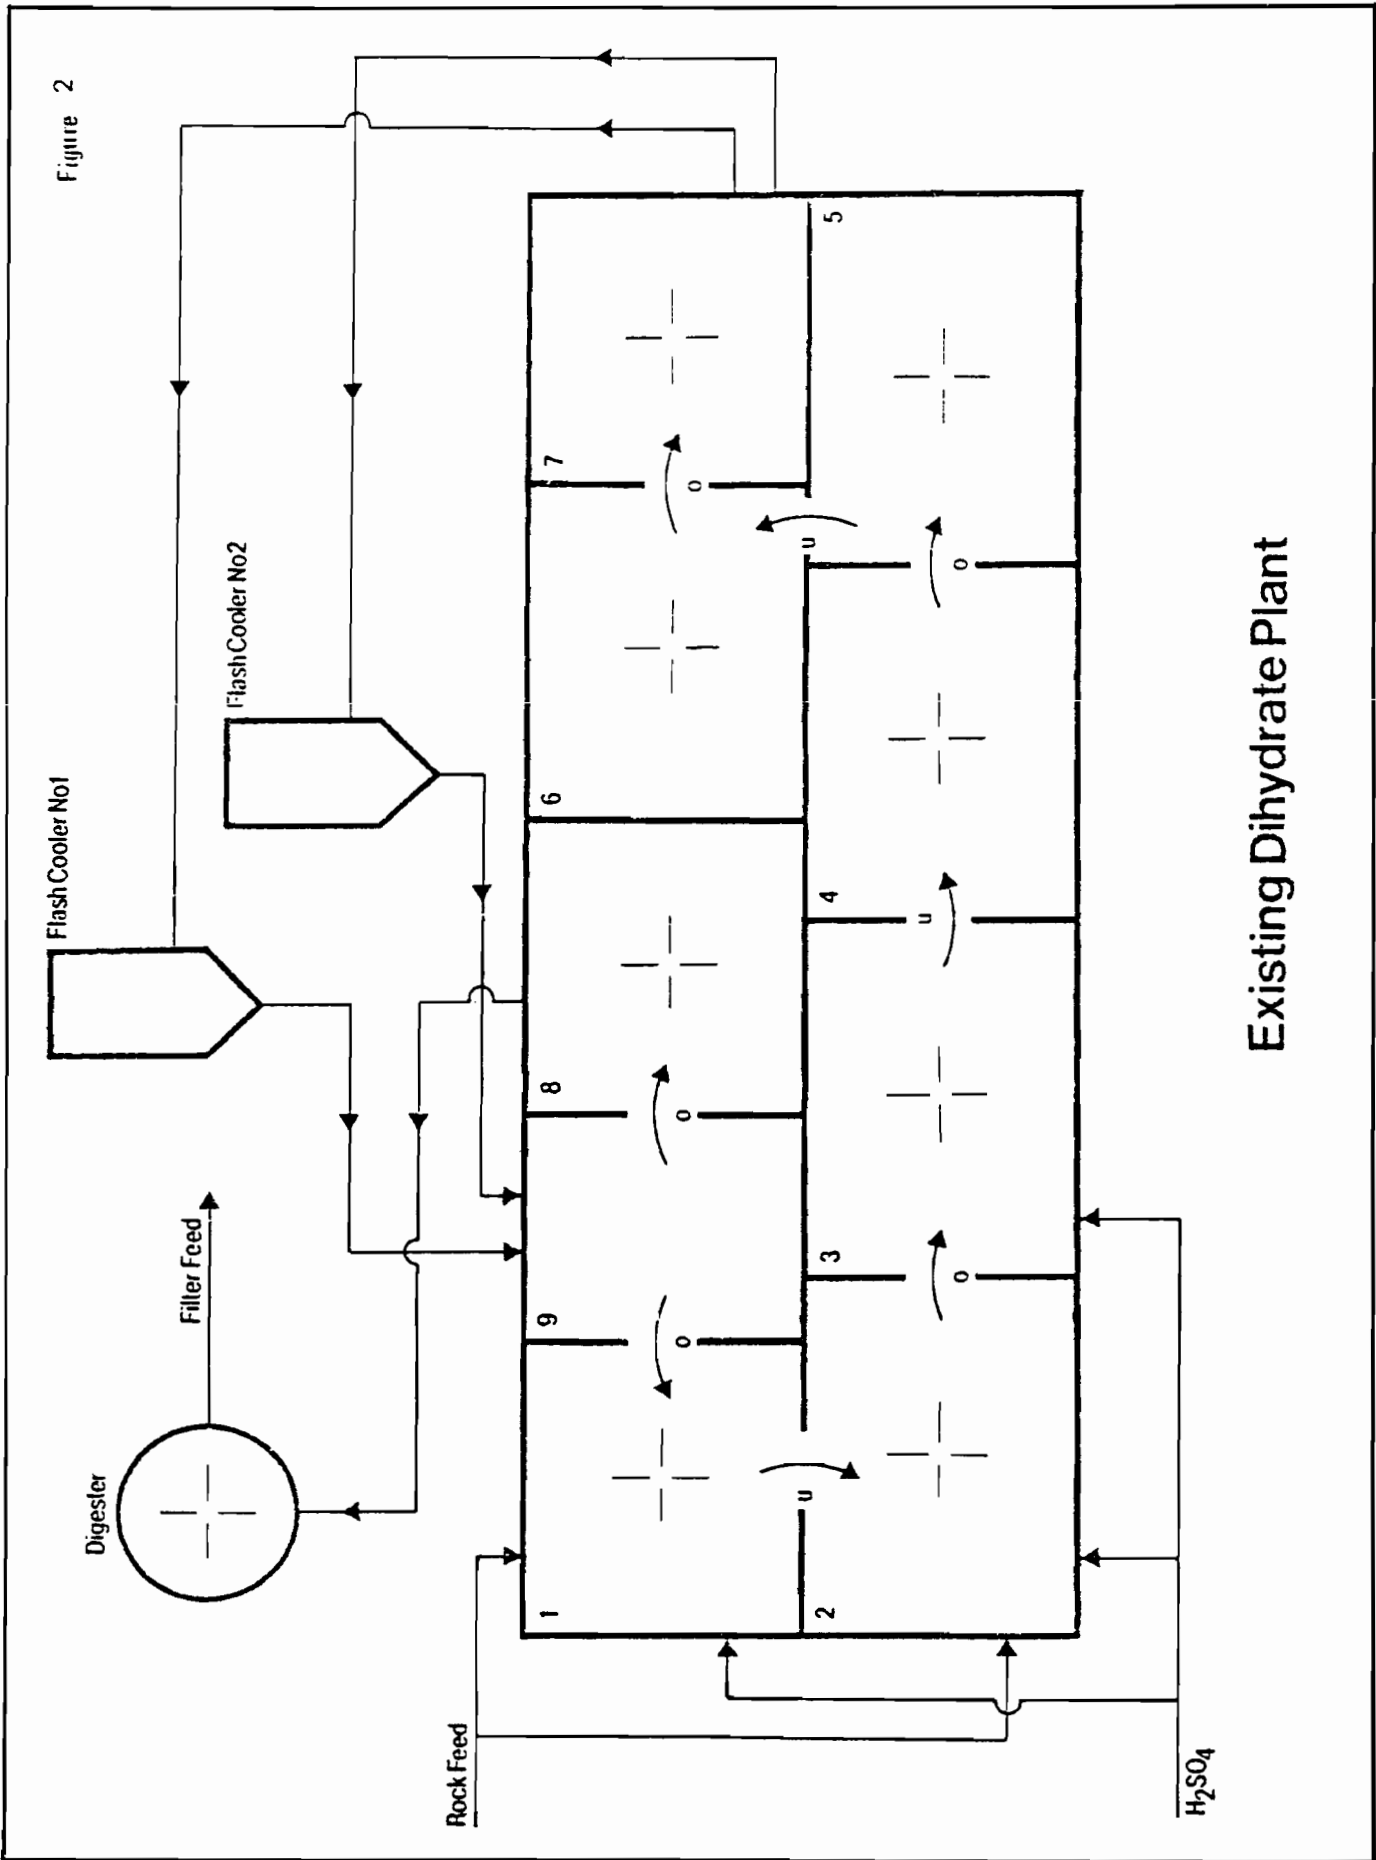 Figure 2
Flash Cooler No1
Flash Cooler No2
Digester
Filter Feed
Rock Feed
H2SO4
1
9
8
6
7
2
3
4
5
u
o
o
o
u
o
u
o
Existing Dihydrate Plant